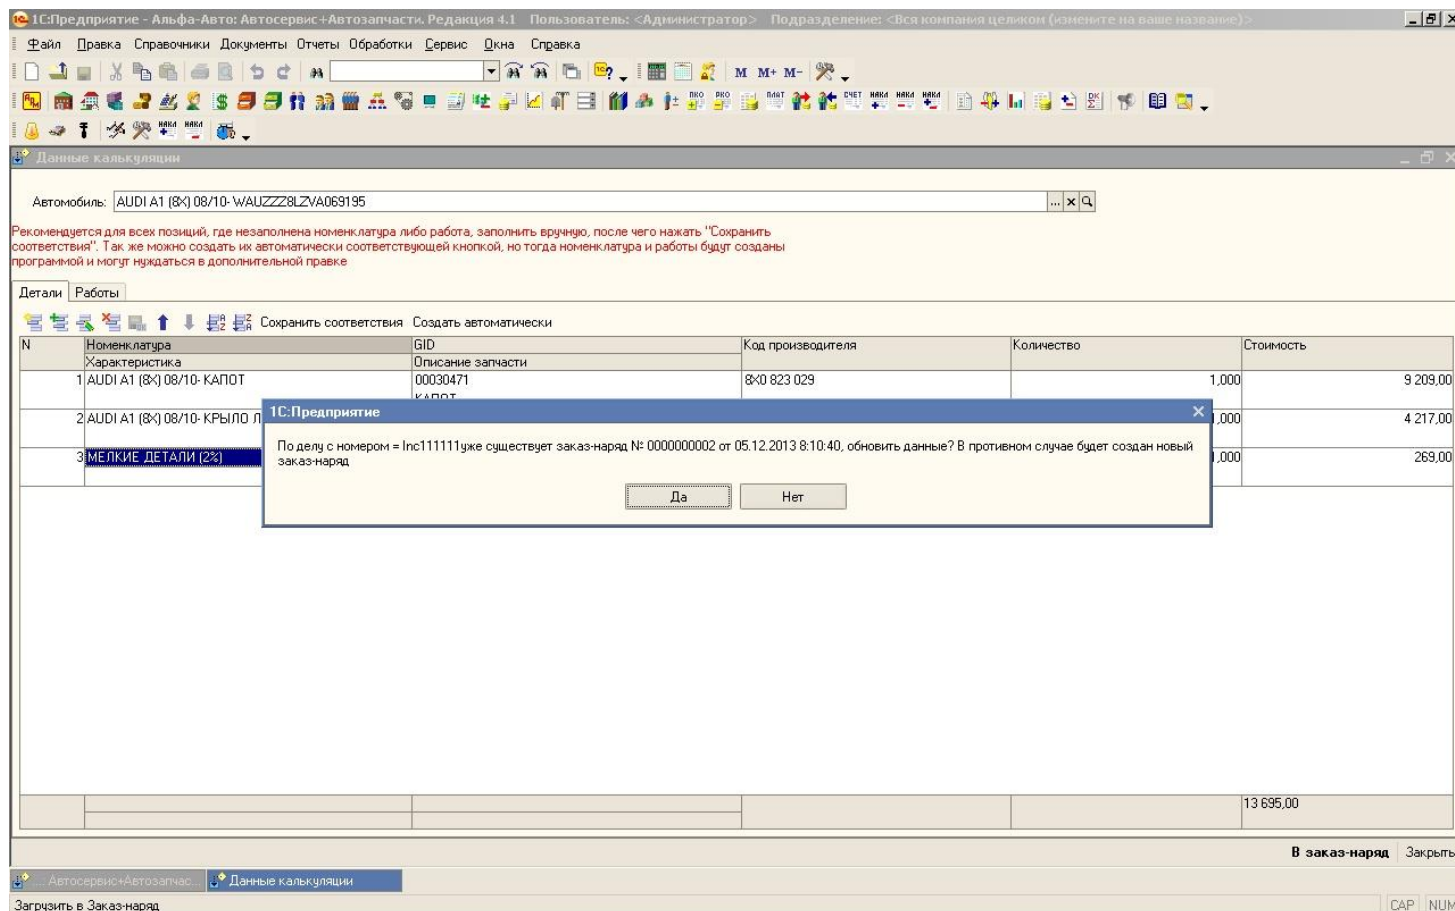 1С:Предприятие - Альфа-Авто: Автосервис+Автозапчасти. Редакция 4.1 Пользователь: <Администратор> Подразделение: <Вся компания целиком (измените на ваше название)>
Файл Правка Справочники Документы Отчеты Обработки Сервис Окна Справка
M M+ M-
Данные калькуляции
Автомобиль: AUDI A1 (8X) 08/10- WAUZZZ8LZVA069195
Рекомендуется для всех позиций, где незаполнена номенклатура либо работа, заполнить вручную, после чего нажать "Сохранить
соответствия". Так же можно создать их автоматически соответствующей кнопкой, но тогда номенклатура и работы будут созданы
программой и могут нуждаться в дополнительной правке
Детали Работы
Сохранить соответствия Создать автоматически
N Номенклатура GID Код производителя Количество Стоимость
Характеристика Описание запчасти
1 AUDI A1 (8X) 08/10- КАПОТ 00030471 8X0 823 029 1,000 9 209,00
КАПОТ
2 AUDI A1 (8X) 08/10- КРЫЛО Л ,000 4 217,00
3 МЕЛКИЕ ДЕТАЛИ (2%) ,000 269,00
1С:Предприятие
По делу с номером = Inc111111уже существует заказ-наряд № 0000000002 от 05.12.2013 8:10:40, обновить данные? В противном случае будет создан новый
заказ-наряд
Да Нет
13 695,00
В заказ-наряд Закрыть
...: Автосервис+Автозапчас... Данные калькуляции
Загрузить в Заказ-наряд CAP NUM